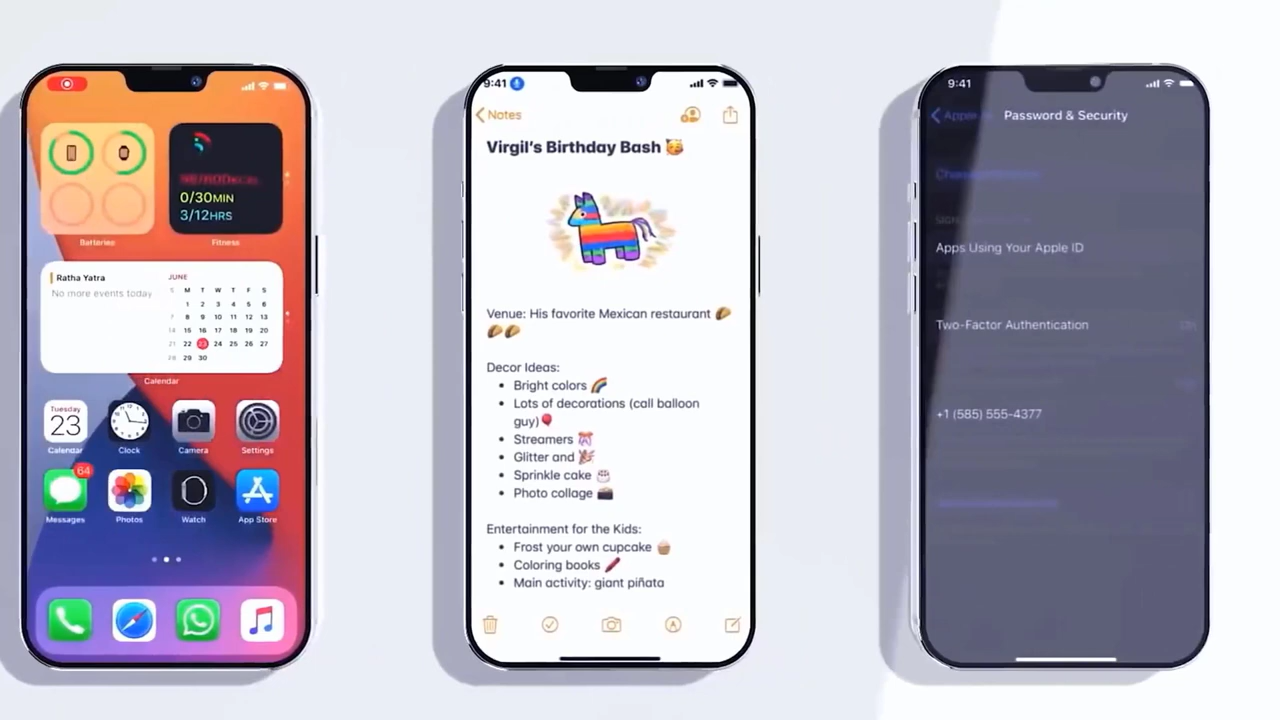 Batteries
0/30MIN
3/12HRS
Fitness
Ratha Yatra
No more events today
JUNE
S M T W T F S
1 2 3 4 5 6
7 8 9 10 11 12 13
14 15 16 17 18 19 20
21 22 23 24 25 26 27
28 29 30
Calendar
Tuesday
23
Calendar
Clock
Camera
Settings
64
Messages
Photos
Watch
App Store
9:41
Notes
Virgil's Birthday Bash 🥳
Venue: His favorite Mexican restaurant 🌮
🌮🌮
Decor Ideas:
• Bright colors 🌈
• Lots of decorations (call balloon
guy)🎈
• Streamers 🎊
• Glitter and 🎉
• Sprinkle cake 🎂
• Photo collage 📸
Entertainment for the Kids:
• Frost your own cupcake 🧁
• Coloring books 🖍️
• Main activity: giant piñata
9:41
Password & Security
Apps Using Your Apple ID
Two-Factor Authentication
+1 (585) 555-4377